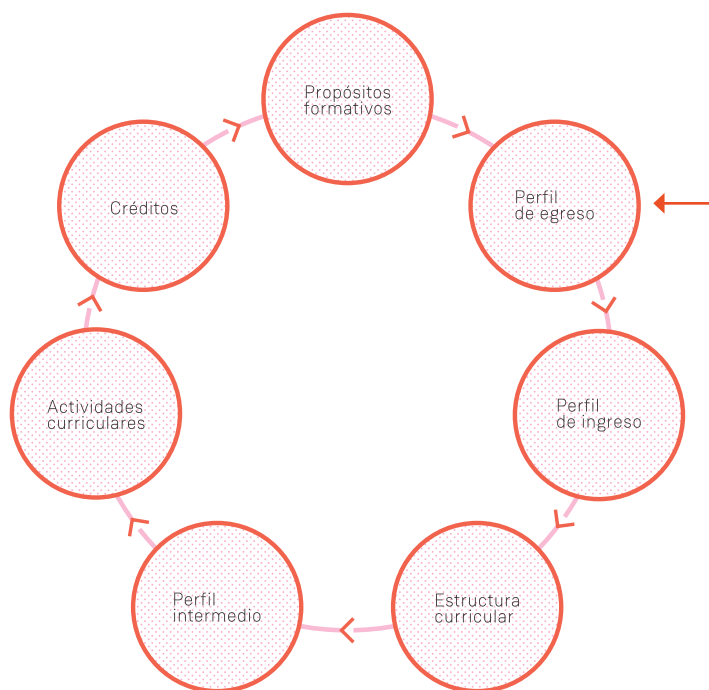 Propósitos
formativos
Perfil
de egreso
Perfil
de ingreso
Estructura
curricular
Perfil
intermedio
Actividades
curriculares
Créditos